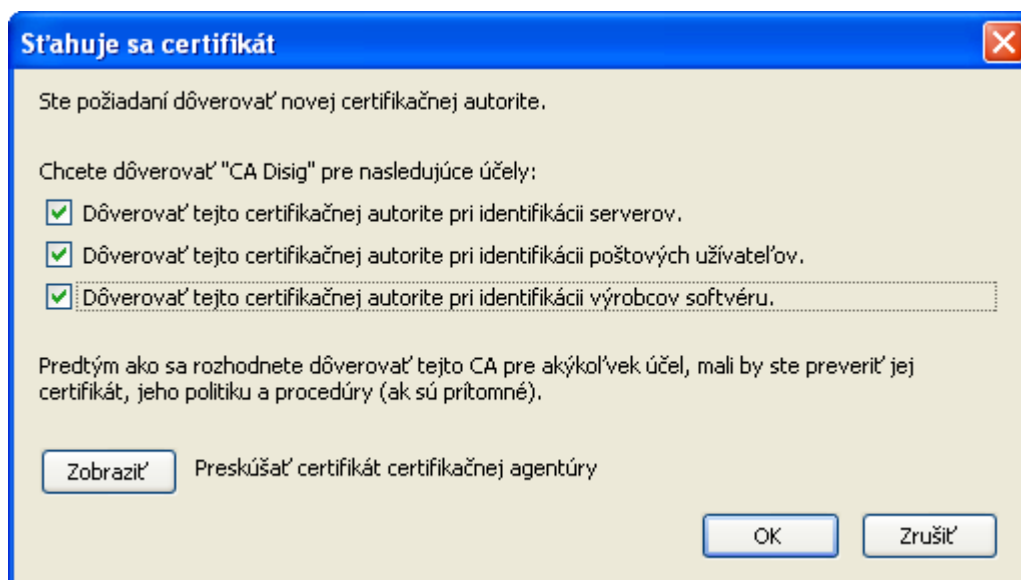 Sťahuje sa certifikát
Ste požiadaní dôverovať novej certifikačnej autorite.
Chcete dôverovať "CA Disig" pre nasledujúce účely:
Dôverovať tejto certifikačnej autorite pri identifikácii serverov.
Dôverovať tejto certifikačnej autorite pri identifikácii poštových užívateľov.
Dôverovať tejto certifikačnej autorite pri identifikácii výrobcov softvéru.
Predtým ako sa rozhodnete dôverovať tejto CA pre akýkoľvek účel, mali by ste preveriť jej
certifikát, jeho politiku a procedúry (ak sú prítomné).
Zobraziť Preskúšať certifikát certifikačnej agentúry
OK Zrušiť